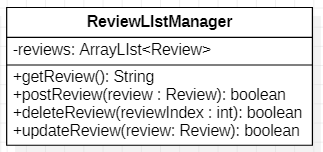 ReviewLIstManager
-reviews: ArrayLIst<Review>
+getReview(): String
+postReview(review : Review): boolean
+deleteReview(reviewIndex : int): boolean
+updateReview(review: Review): boolean